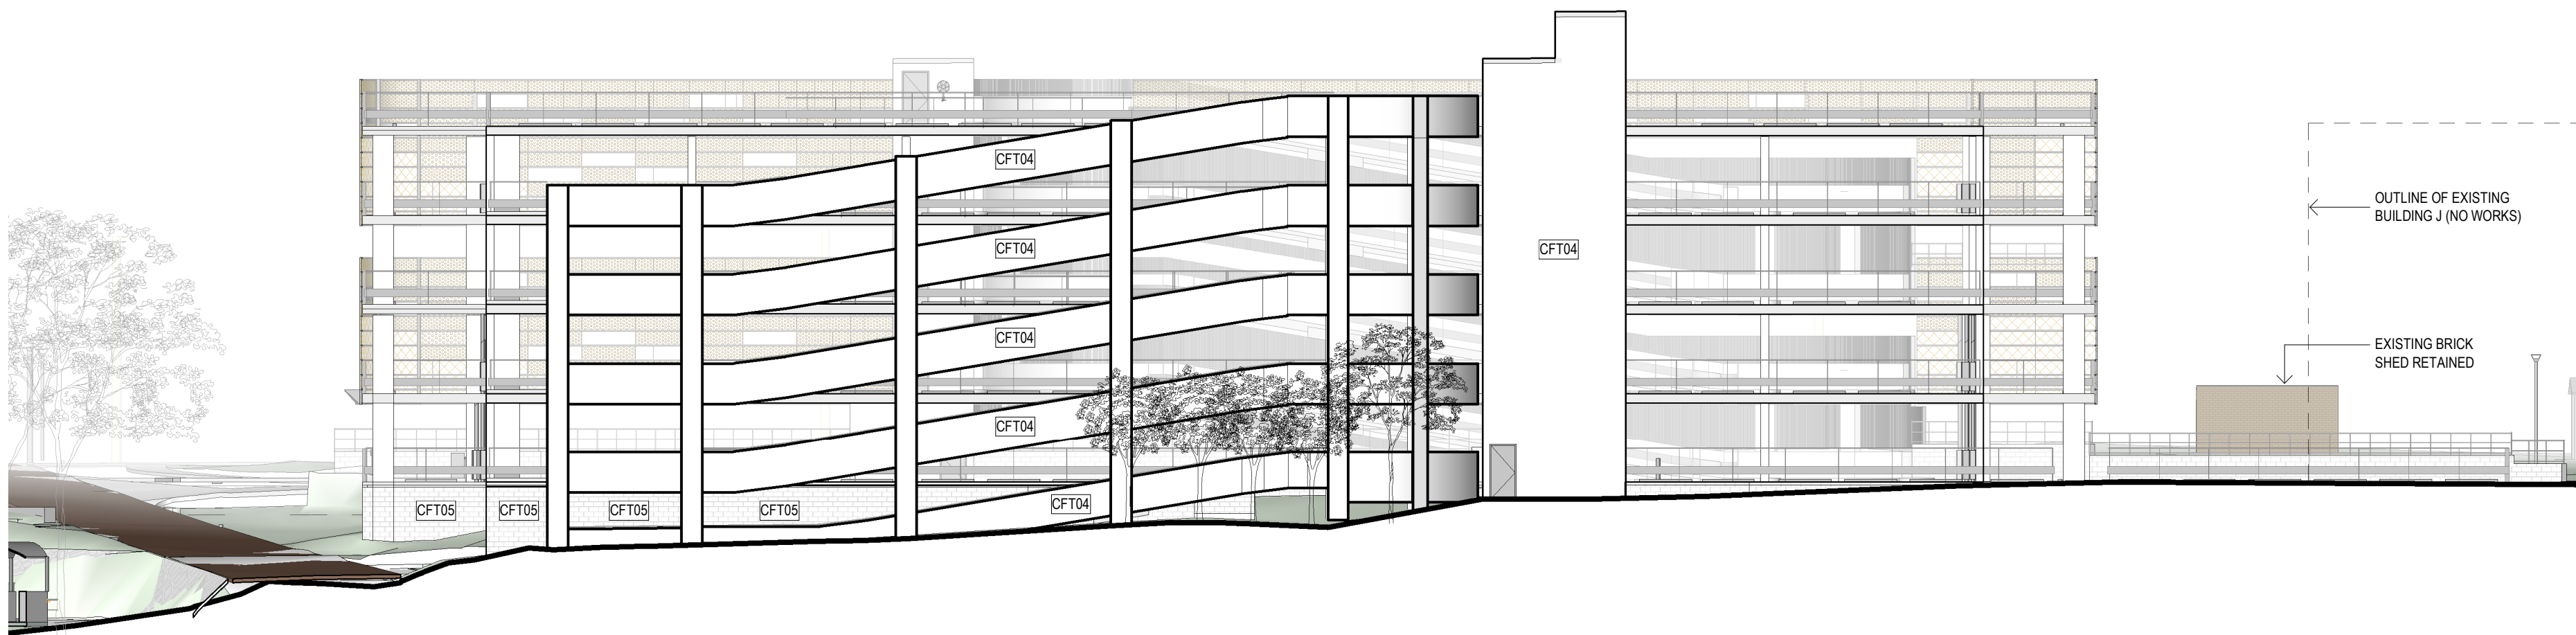 CFT04
OUTLINE OF EXISTING
BUILDING J (NO WORKS)
CFT04
CFT04
CFT04
EXISTING BRICK
SHED RETAINED
CFT04
CFT04
CFT05
CFT05
CFT05
CFT05